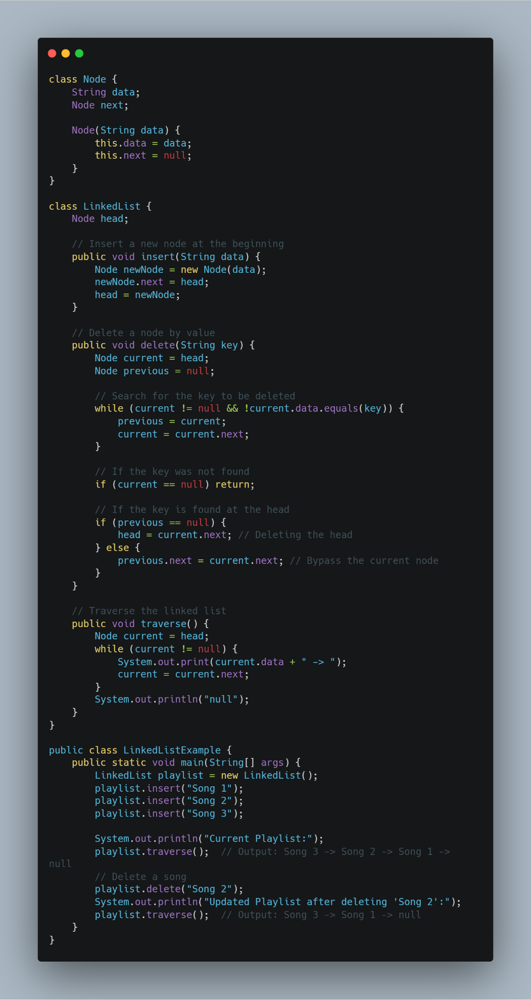 class Node {
    String data;
    Node next;

    Node(String data) {
        this.data = data;
        this.next = null;
    }
}

class LinkedList {
    Node head;

    // Insert a new node at the beginning
    public void insert(String data) {
        Node newNode = new Node(data);
        newNode.next = head;
        head = newNode;
    }

    // Delete a node by value
    public void delete(String key) {
        Node current = head;
        Node previous = null;

        // Search for the key to be deleted
        while (current != null && !current.data.equals(key)) {
            previous = current;
            current = current.next;
        }

        // If the key was not found
        if (current == null) return;

        // If the key is found at the head
        if (previous == null) {
            head = current.next; // Deleting the head
        } else {
            previous.next = current.next; // Bypass the current node
        }
    }

    // Traverse the linked list
    public void traverse() {
        Node current = head;
        while (current != null) {
            System.out.print(current.data + " -> ");
            current = current.next;
        }
        System.out.println("null");
    }
}

public class LinkedListExample {
    public static void main(String[] args) {
        LinkedList playlist = new LinkedList();
        playlist.insert("Song 1");
        playlist.insert("Song 2");
        playlist.insert("Song 3");

        System.out.println("Current Playlist:");
        playlist.traverse();  // Output: Song 3 -> Song 2 -> Song 1 ->
null
        // Delete a song
        playlist.delete("Song 2");
        System.out.println("Updated Playlist after deleting 'Song 2':");
        playlist.traverse();  // Output: Song 3 -> Song 1 -> null
    }
}